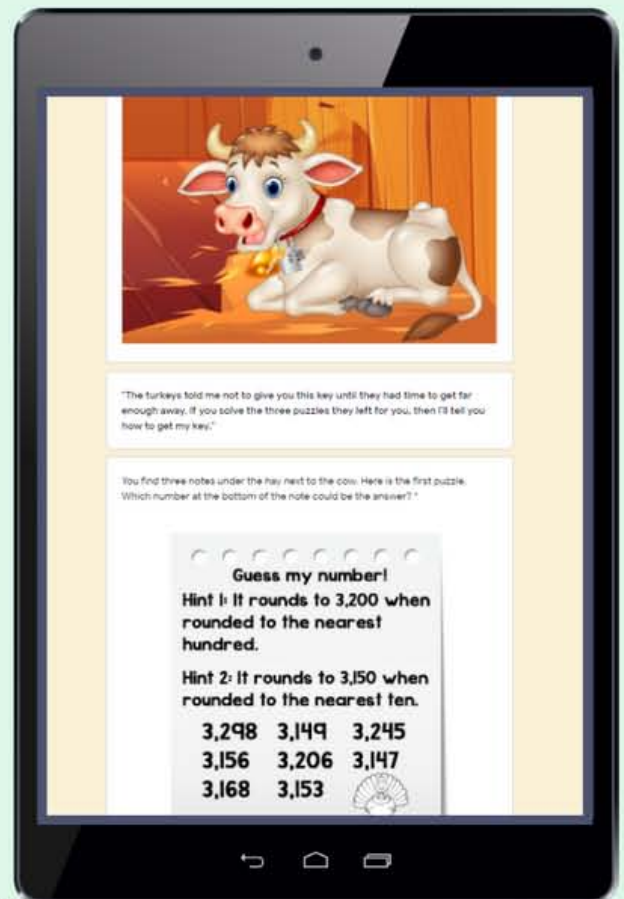 "The turkeys told me not to give you this key until they had time to get far
enough away. If you solve the three puzzles they left for you, then I'll tell you
how to get my key."
You find three notes under the hay next to the cow. Here is the first puzzle.
Which number at the bottom of the note could be the answer? *
Guess my number!
Hint 1: It rounds to 3,200 when
rounded to the nearest
hundred.
Hint 2: It rounds to 3,150 when
rounded to the nearest ten.
3,298 3,149 3,245
3,156 3,206 3,147
3,168 3,153